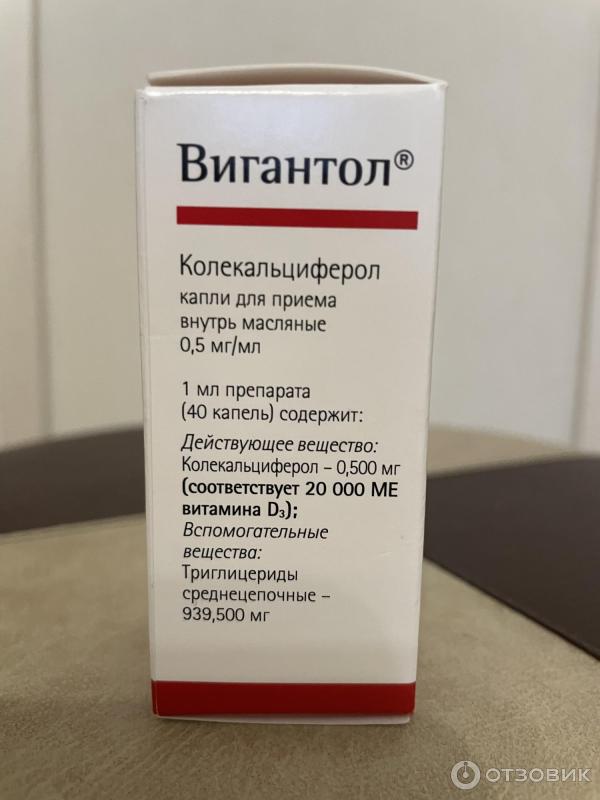 Вигантол®
Колекальциферол
капли для приема
внутрь масляные
0,5 мг/мл
1 мл препарата
(40 капель) содержит:
Действующее вещество:
Колекальциферол – 0,500 мг
(соответствует 20 000 МЕ
витамина D₃);
Вспомогательные
вещества:
Триглицериды
среднецепочные –
939,500 мг
ОТЗОВИК